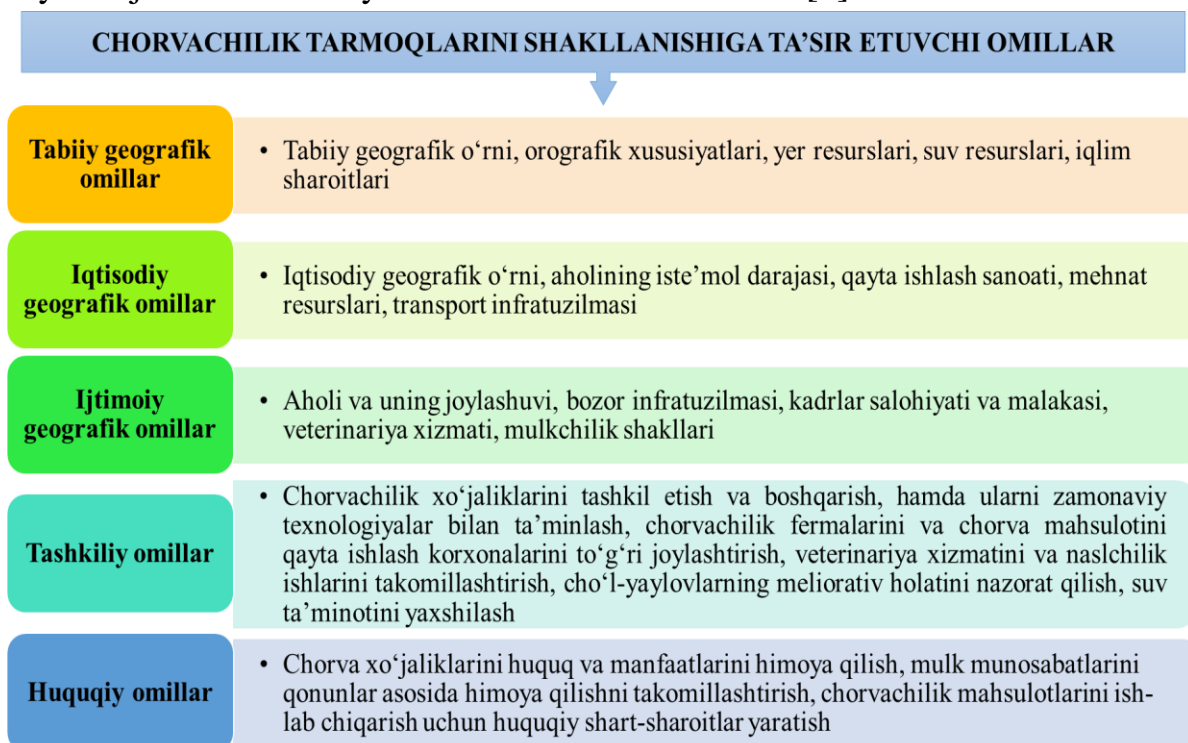 CHORVACHILIK TARMOQLARINI SHAKLLANISHIGA TA’SIR ETUVCHI OMILLAR
Tabiiy geografik
omillar
• Tabiiy geografik o‘rni, orografik xususiyatlari, yer resurslari, suv resurslari, iqlim
sharoitlari
Iqtisodiy
geografik omillar
• Iqtisodiy geografik o‘rni, aholining iste’mol darajasi, qayta ishlash sanoati, mehnat
resurslari, transport infratuzilmasi
Ijtimoiy
geografik omillar
• Aholi va uning joylashuvi, bozor infratuzilmasi, kadrlar salohiyati va malakasi,
veterinariya xizmati, mulkchilik shakllari
Tashkiliy omillar
• Chorvachilik xo‘jaliklarini tashkil etish va boshqarish, hamda ularni zamonaviy
texnologiyalar bilan ta’minlash, chorvachilik fermalarini va chorva mahsulotini
qayta ishlash korxonalarini to‘g‘ri joylashtirish, veterinariya xizmatini va naslchilik
ishlarini takomillashtirish, cho‘l-yaylovlarning meliorativ holatini nazorat qilish, suv
ta’minotini yaxshilash
Huquqiy omillar
• Chorva xo‘jaliklarini huquq va manfaatlarini himoya qilish, mulk munosabatlarini
qonunlar asosida himoya qilishni takomillashtirish, chorvachilik mahsulotlarini ish-
lab chiqarish uchun huquqiy shart-sharoitlar yaratish